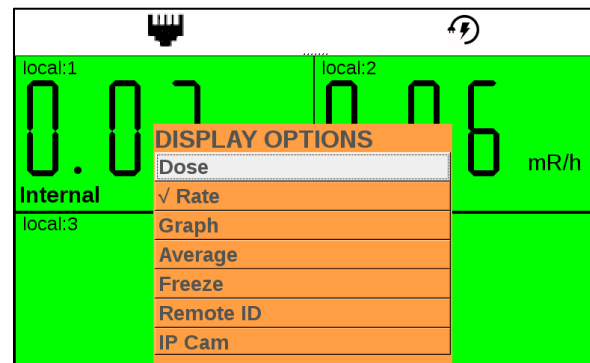 local:1
local:2
mR/h
Internal
local:3
DISPLAY OPTIONS
Dose
√ Rate
Graph
Average
Freeze
Remote ID
IP Cam